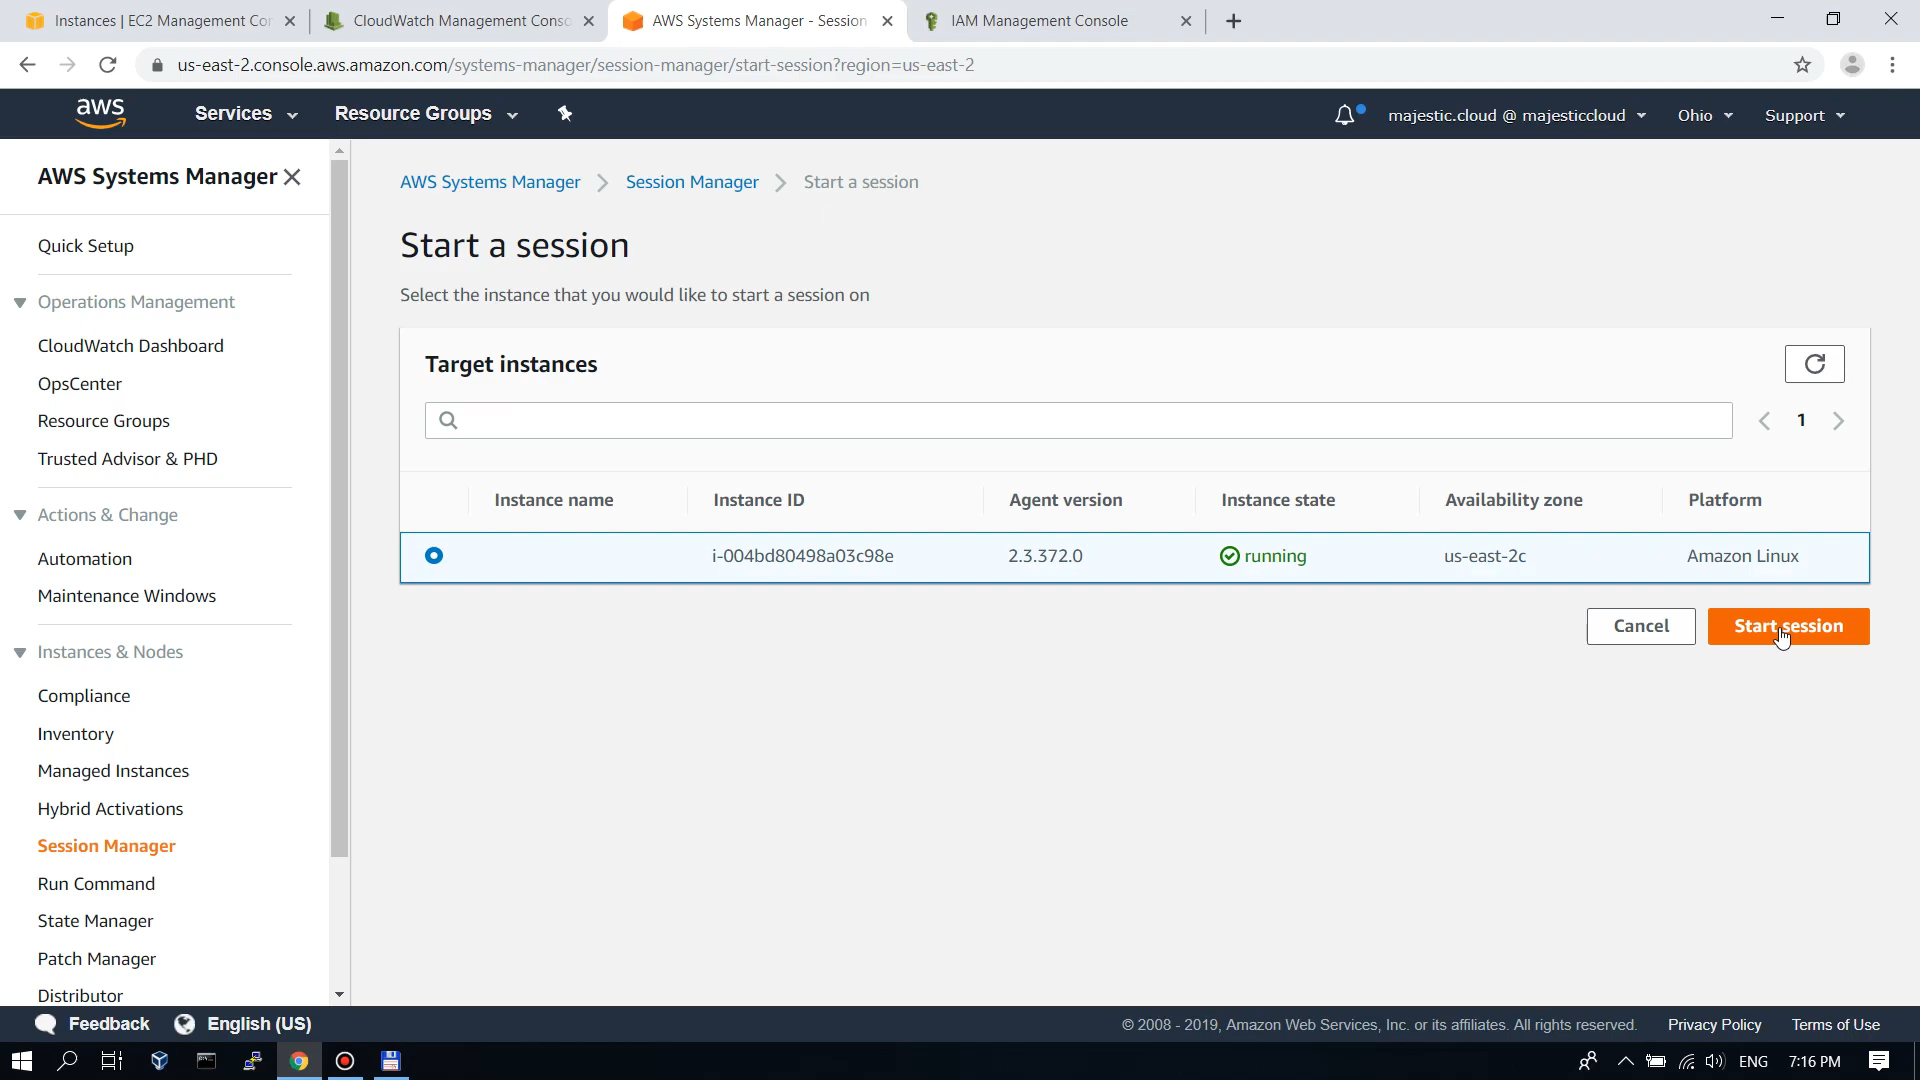 Instances | EC2 Management Con
CloudWatch Management Conso
AWS Systems Manager - Session
IAM Management Console
us-east-2.console.aws.amazon.com/systems-manager/session-manager/start-session?region=us-east-2
aws
Services
Resource Groups
majestic.cloud @ majesticcloud
Ohio
Support
AWS Systems Manager
Quick Setup
Operations Management
CloudWatch Dashboard
OpsCenter
Resource Groups
Trusted Advisor & PHD
Actions & Change
Automation
Maintenance Windows
Instances & Nodes
Compliance
Inventory
Managed Instances
Hybrid Activations
Session Manager
Run Command
State Manager
Patch Manager
Distributor
AWS Systems Manager > Session Manager > Start a session
Start a session
Select the instance that you would like to start a session on
Target instances
1
Instance name Instance ID Agent version Instance state Availability zone Platform
i-004bd80498a03c98e 2.3.372.0 running us-east-2c Amazon Linux
Cancel
Start session
Feedback
English (US)
© 2008 - 2019, Amazon Web Services, Inc. or its affiliates. All rights reserved.
Privacy Policy
Terms of Use
ENG
7:16 PM